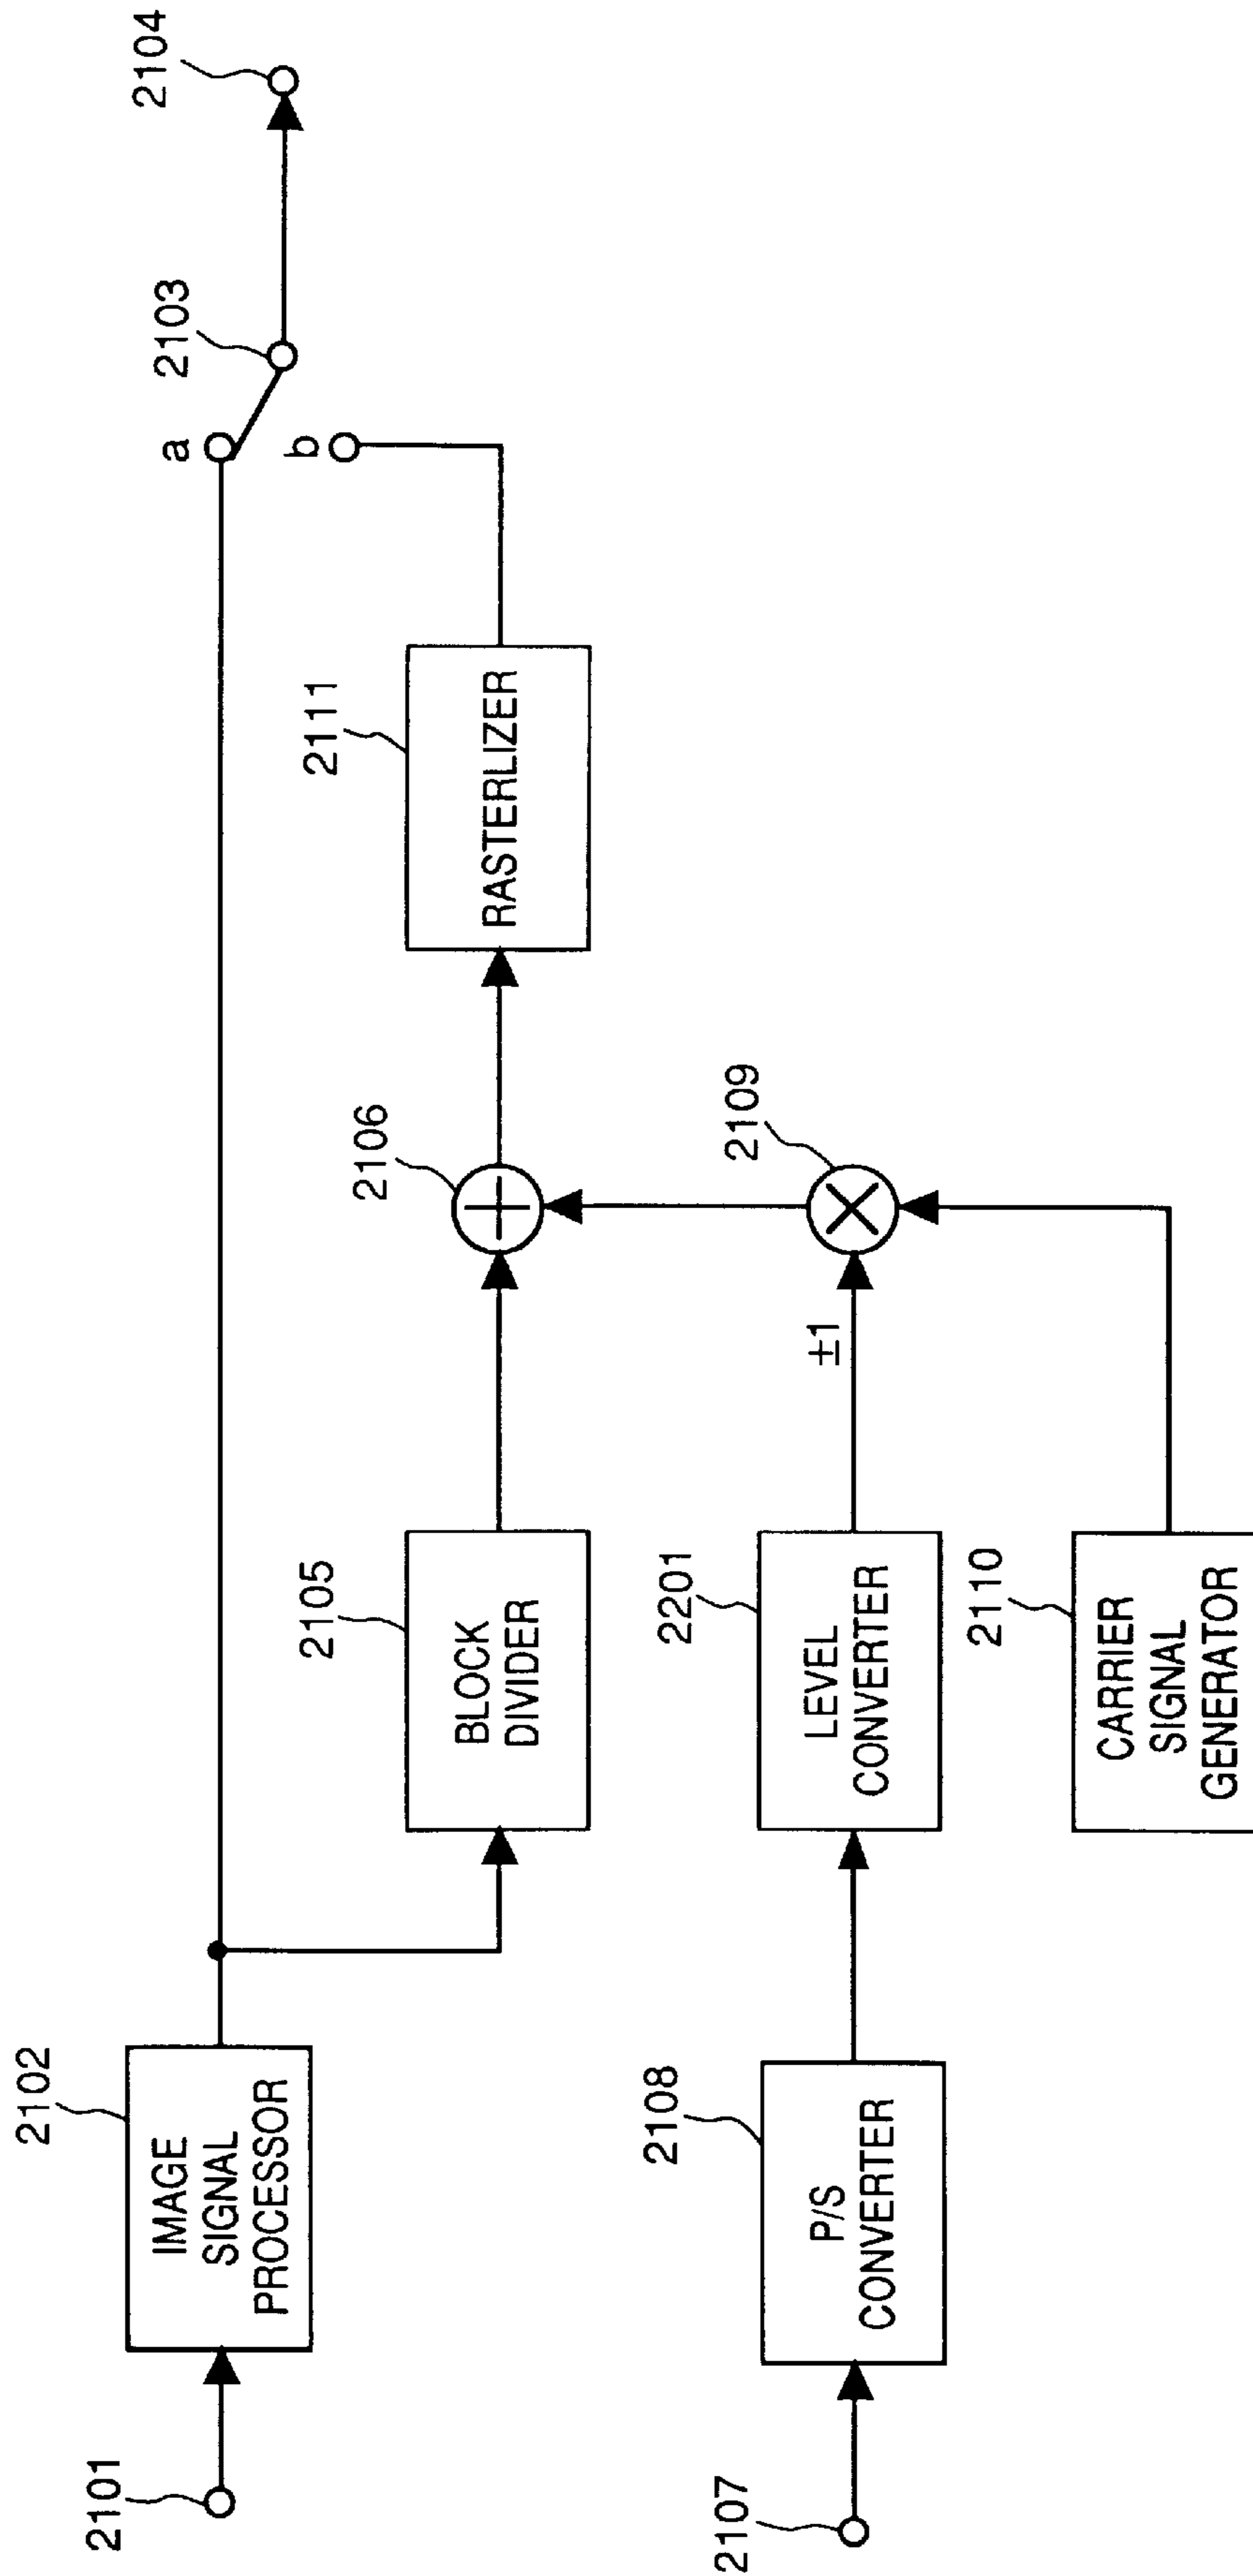 2101
2102
IMAGE
SIGNAL
PROCESSOR
a
b
2103
2104
2105
BLOCK
DIVIDER
2106
2111
RASTERLIZER
2107
2108
P/S
CONVERTER
2201
LEVEL
CONVERTER
±1
2109
2110
CARRIER
SIGNAL
GENERATOR